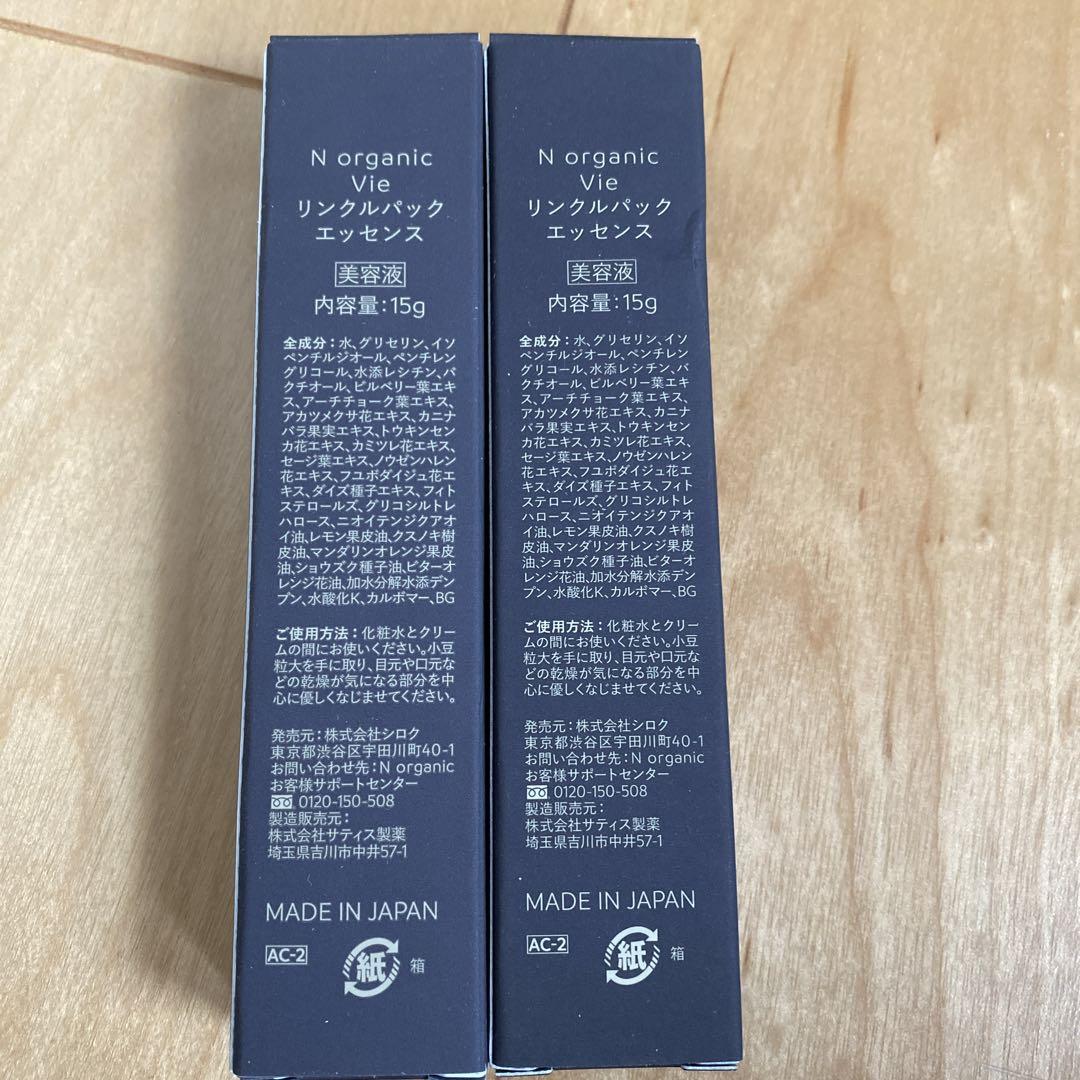 N organic
Vie
リンクルパック
エッセンス
美容液
内容量:15g
全成分:水、グリセリン、イソ
ペンチルジオール、ペンチレン
グリコール、水添レシチン、バ
クチオール、ビルベリー葉エキ
ス、アーチチョーク葉エキス、
アカツメクサ花エキス、カニナ
バラ果実エキス、トウキンセン
カ花エキス、カミツレ花エキス、
セージ葉エキス、ノウゼンハレン
花エキス、フユボダイジュ花エ
キス、ダイズ種子エキス、フィト
ステロールズ、グリコシルトレ
ハロース、ニオイテンジクアオ
イ油、レモン果皮油、クスノキ樹
皮油、マンダリンオレンジ果皮
油、ショウズク種子油、ビターオ
レンジ花油、加水分解水添デン
プン、水酸化K、カルボマー、BG
ご使用方法:化粧水とクリー
ムの間にお使いください。小豆
粒大を手に取り、目元や口元な
どの乾燥が気になる部分を中
心に優しくなじませてください。
発売元:株式会社シロク
東京都渋谷区宇田川町40-1
お問い合わせ先:N organic
お客様サポートセンター
0120-150-508
製造販売元:
株式会社サティス製薬
埼玉県吉川市中井57-1
MADE IN JAPAN
AC-2
紙
箱
N organic
Vie
リンクルパック
エッセンス
美容液
内容量:15g
全成分:水、グリセリン、イソ
ペンチルジオール、ペンチレン
グリコール、水添レシチン、バ
クチオール、ビルベリー葉エキ
ス、アーチチョーク葉エキス、
アカツメクサ花エキス、カニナ
バラ果実エキス、トウキンセン
カ花エキス、カミツレ花エキス、
セージ葉エキス、ノウゼンハレン
花エキス、フユボダイジュ花エ
キス、ダイズ種子エキス、フィト
ステロールズ、グリコシルトレ
ハロース、ニオイテンジクアオ
イ油、レモン果皮油、クスノキ樹
皮油、マンダリンオレンジ果皮
油、ショウズク種子油、ビターオ
レンジ花油、加水分解水添デン
プン、水酸化K、カルボマー、BG
ご使用方法:化粧水とクリー
ムの間にお使いください。小豆
粒大を手に取り、目元や口元な
どの乾燥が気になる部分を中
心に優しくなじませてください。
発売元:株式会社シロク
東京都渋谷区宇田川町40-1
お問い合わせ先:N organic
お客様サポートセンター
0120-150-508
製造販売元:
株式会社サティス製薬
埼玉県吉川市中井57-1
MADE IN JAPAN
AC-2
紙
箱